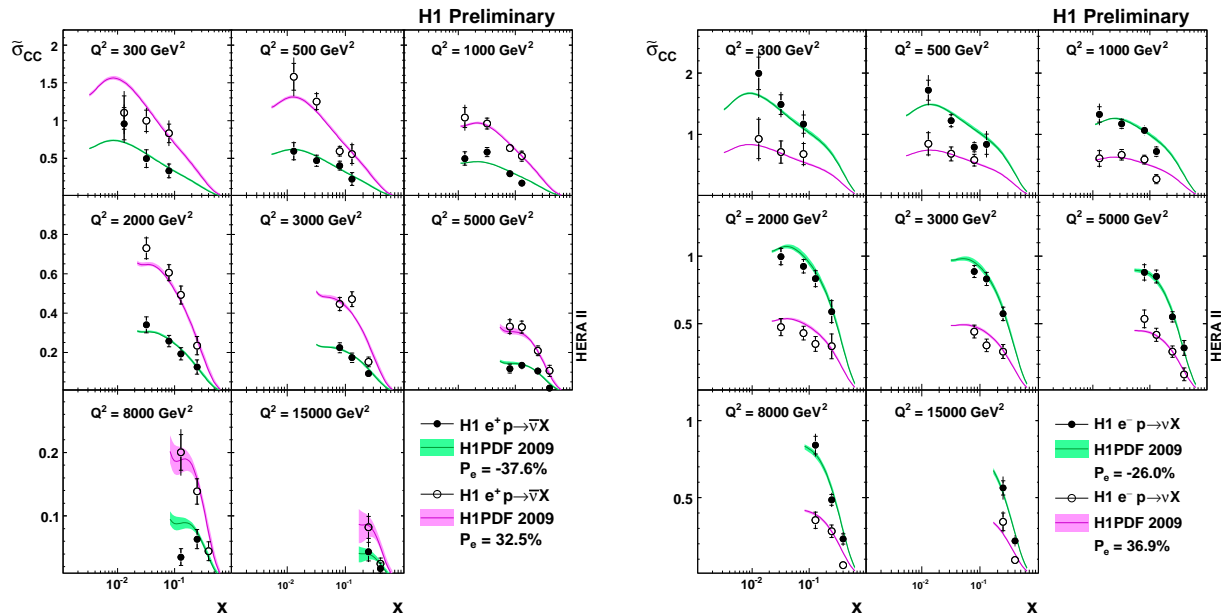 H1 Preliminary
σ̃CC
Q² = 300 GeV²
Q² = 500 GeV²
Q² = 1000 GeV²
2
1.5
1
0.5
Q² = 2000 GeV²
Q² = 3000 GeV²
Q² = 5000 GeV²
0.8
0.6
0.4
0.2
HERA II
Q² = 8000 GeV²
Q² = 15000 GeV²
0.2
0.1
H1 e⁺ p→ν̄X
H1PDF 2009
Pe = -37.6%
H1 e⁺ p→ν̄X
H1PDF 2009
Pe = 32.5%
10⁻² 10⁻¹
10⁻² 10⁻¹
x x
H1 Preliminary
σ̃CC
Q² = 300 GeV²
Q² = 500 GeV²
Q² = 1000 GeV²
2
1
Q² = 2000 GeV²
Q² = 3000 GeV²
Q² = 5000 GeV²
1
0.5
HERA II
Q² = 8000 GeV²
Q² = 15000 GeV²
1
0.5
H1 e⁻ p→νX
H1PDF 2009
Pe = -26.0%
H1 e⁻ p→νX
H1PDF 2009
Pe = 36.9%
10⁻² 10⁻¹
10⁻² 10⁻¹
x x